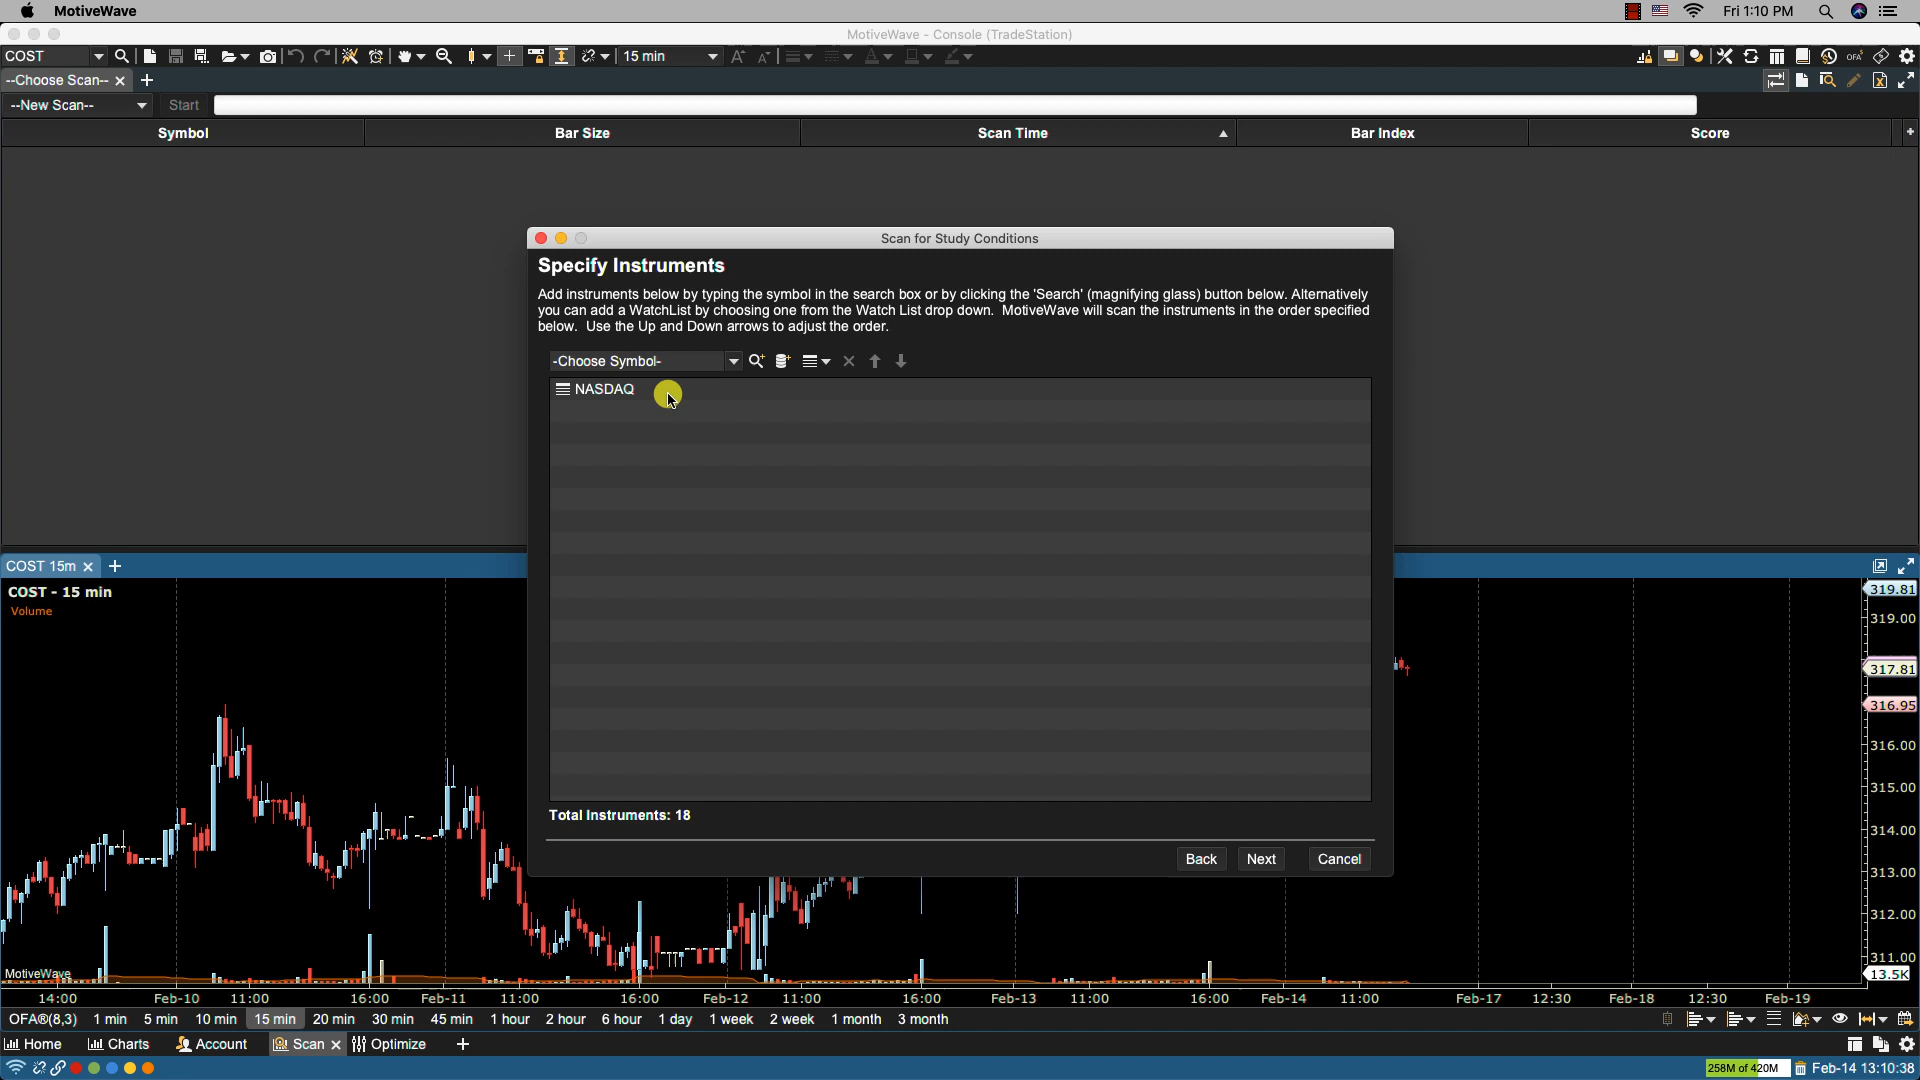 MotiveWave
Fri 1:10 PM
MotiveWave - Console (TradeStation)
COST
15 min
OFA
--Choose Scan--
--New Scan--
Start
Symbol
Bar Size
Scan Time
Bar Index
Score
Scan for Study Conditions
Specify Instruments
Add instruments below by typing the symbol in the search box or by clicking the 'Search' (magnifying glass) button below. Alternatively
you can add a WatchList by choosing one from the Watch List drop down. MotiveWave will scan the instruments in the order specified
below. Use the Up and Down arrows to adjust the order.
-Choose Symbol-
NASDAQ
Total Instruments: 18
Back Next Cancel
COST 15m
COST - 15 min
Volume
319.81
319.00
317.81
316.95
316.00
315.00
314.00
313.00
312.00
311.00
13.5K
MotiveWave
14:00 Feb-10 11:00 16:00 Feb-11 11:00 16:00 Feb-12 11:00 16:00 Feb-13 11:00 16:00 Feb-14 11:00 Feb-17 12:30 Feb-18 12:30 Feb-19
OFA®(8,3) 1 min 5 min 10 min 15 min 20 min 30 min 45 min 1 hour 2 hour 6 hour 1 day 1 week 2 week 1 month 3 month
Home Charts Account Scan Optimize
258M of 420M Feb-14 13:10:38